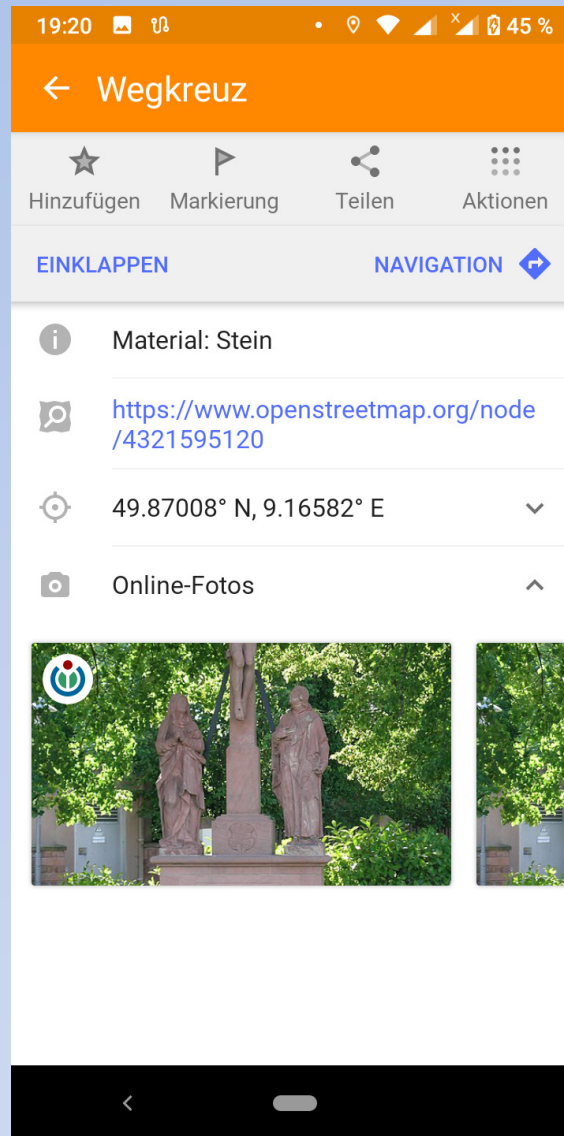 19:20 45 %
Wegkreuz
Hinzufügen Markierung Teilen Aktionen
EINKLAPPEN NAVIGATION
Material: Stein
https://www.openstreetmap.org/node
/4321595120
49.87008° N, 9.16582° E
Online-Fotos